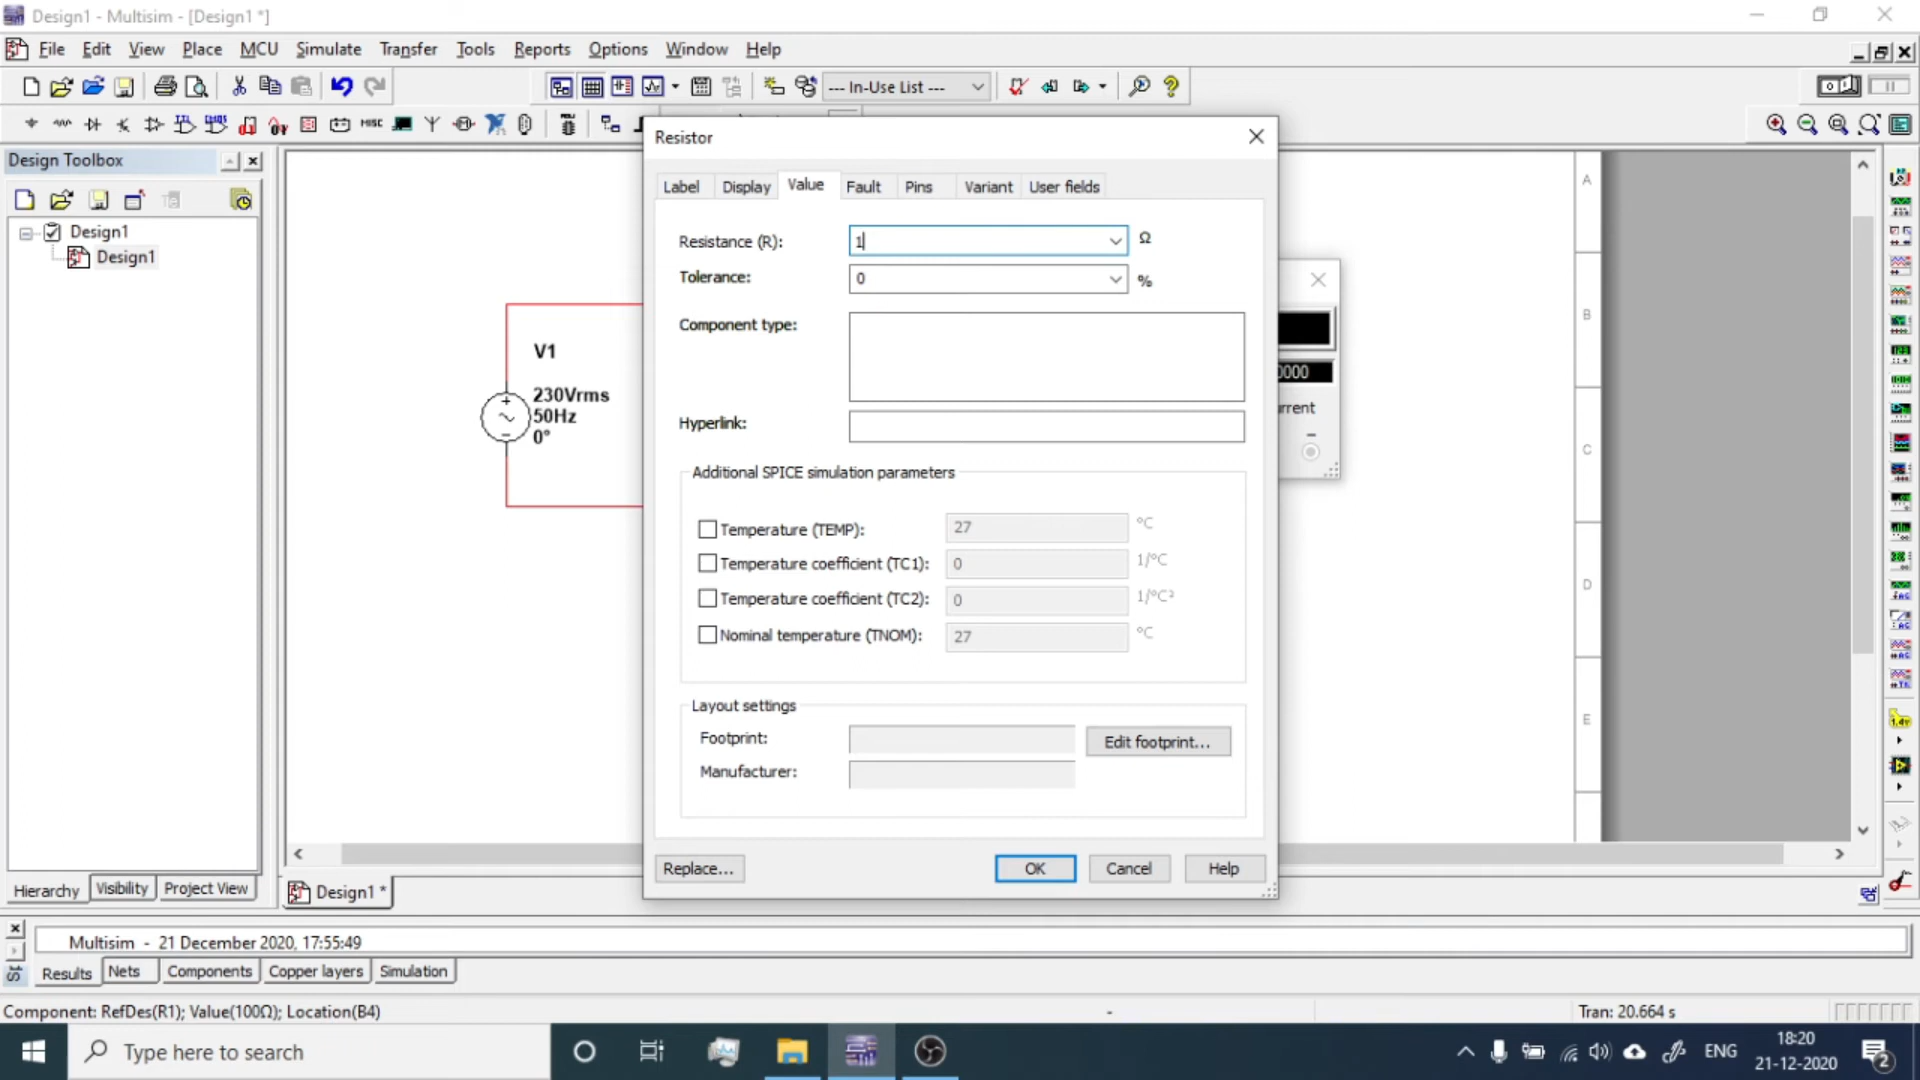 Design1 - Multisim - [Design1 *]
File Edit View Place MCU Simulate Transfer Tools Reports Options Window Help
--- In-Use List ---
MISC
Design Toolbox
Design1
Design1
Hierarchy Visibility Project View
V1
230Vrms
50Hz
0°
Resistor
Label Display Value Fault Pins Variant User fields
Resistance (R): 1 Ω
Tolerance: 0 %
Component type:
Hyperlink:
Additional SPICE simulation parameters
Temperature (TEMP): 27 °C
Temperature coefficient (TC1): 0 1/°C
Temperature coefficient (TC2): 0 1/°C²
Nominal temperature (TNOM): 27 °C
Layout settings
Footprint: Edit footprint...
Manufacturer:
Replace... OK Cancel Help
0000
rrent
A
B
C
D
E
Design1 *
Multisim - 21 December 2020, 17:55:49
Results Nets Components Copper layers Simulation
Component: RefDes(R1); Value(100Ω); Location(B4) - Tran: 20.664 s
Type here to search
ENG
18:20
21-12-2020
2